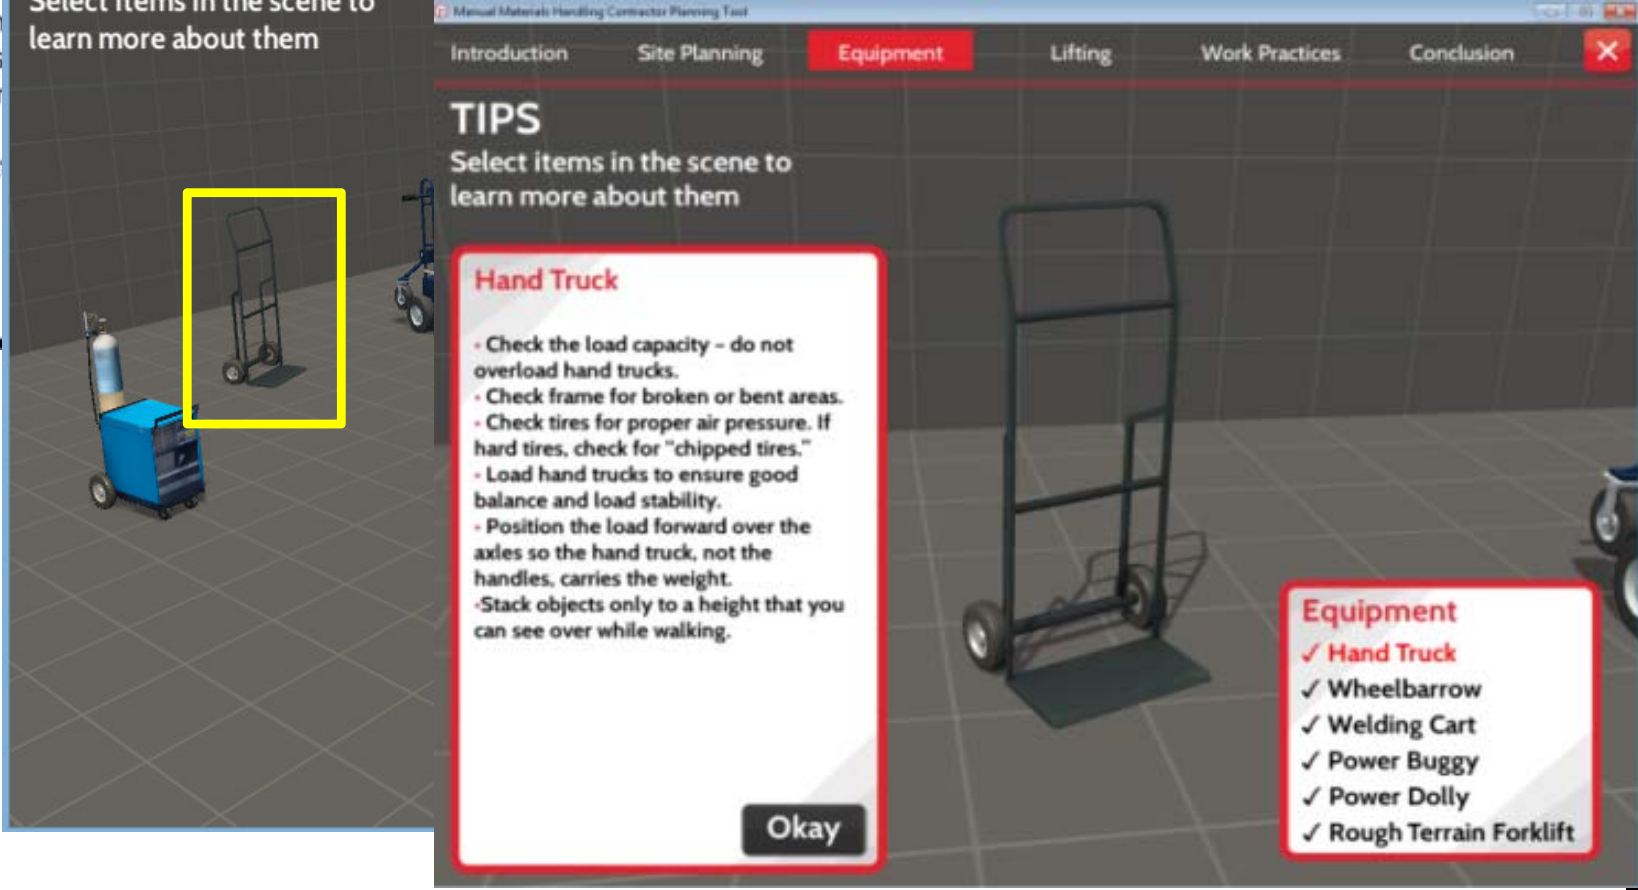 Select items in the scene to
learn more about them
Manual Materials Handling Contractor Planning Tool
Introduction
Site Planning
Equipment
Lifting
Work Practices
Conclusion
TIPS
Select items in the scene to
learn more about them
Hand Truck
• Check the load capacity – do not
overload hand trucks.
• Check frame for broken or bent areas.
• Check tires for proper air pressure. If
hard tires, check for "chipped tires."
• Load hand trucks to ensure good
balance and load stability.
• Position the load forward over the
axles so the hand truck, not the
handles, carries the weight.
•Stack objects only to a height that you
can see over while walking.
Okay
Equipment
✓ Hand Truck
✓ Wheelbarrow
✓ Welding Cart
✓ Power Buggy
✓ Power Dolly
✓ Rough Terrain Forklift